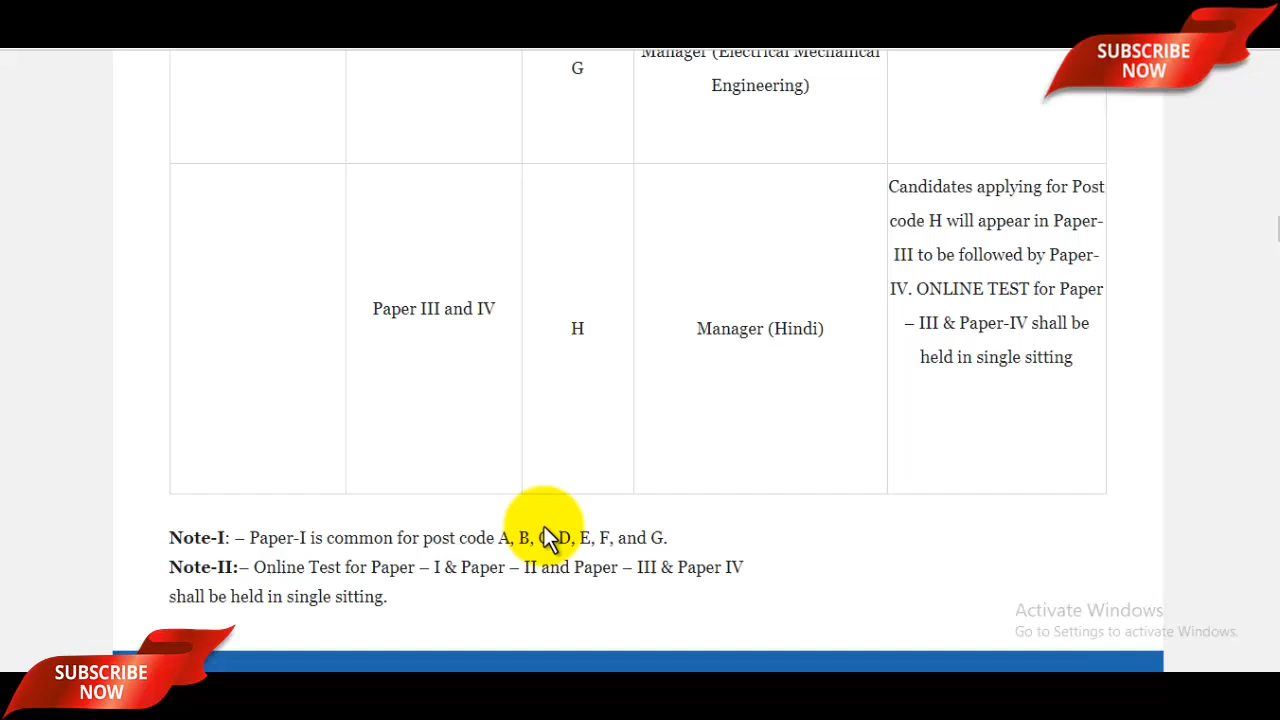 SUBSCRIBE
NOW
G
Manager (Electrical Mechanical
Engineering)
Paper III and IV
H
Manager (Hindi)
Candidates applying for Post
code H will appear in Paper-
III to be followed by Paper-
IV. ONLINE TEST for Paper
– III & Paper-IV shall be
held in single sitting
Note-I: – Paper-I is common for post code A, B, C, D, E, F, and G.
Note-II:– Online Test for Paper – I & Paper – II and Paper – III & Paper IV
shall be held in single sitting.
Activate Windows
Go to Settings to activate Windows.
SUBSCRIBE
NOW